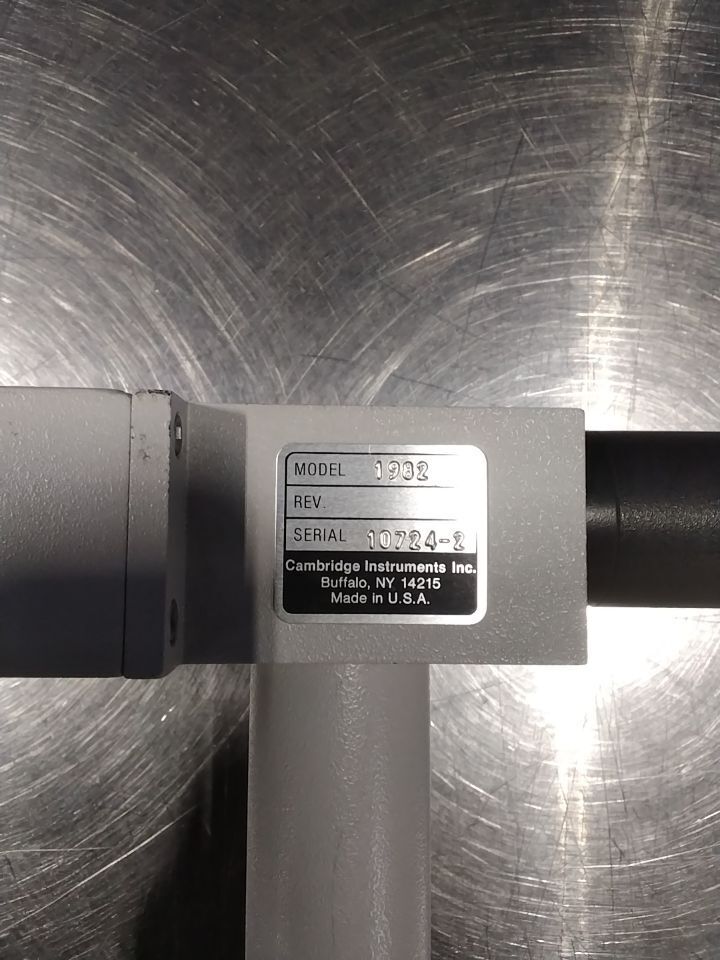 MODEL 1982
REV.
SERIAL 10724-2
Cambridge Instruments Inc.
Buffalo, NY 14215
Made in U.S.A.